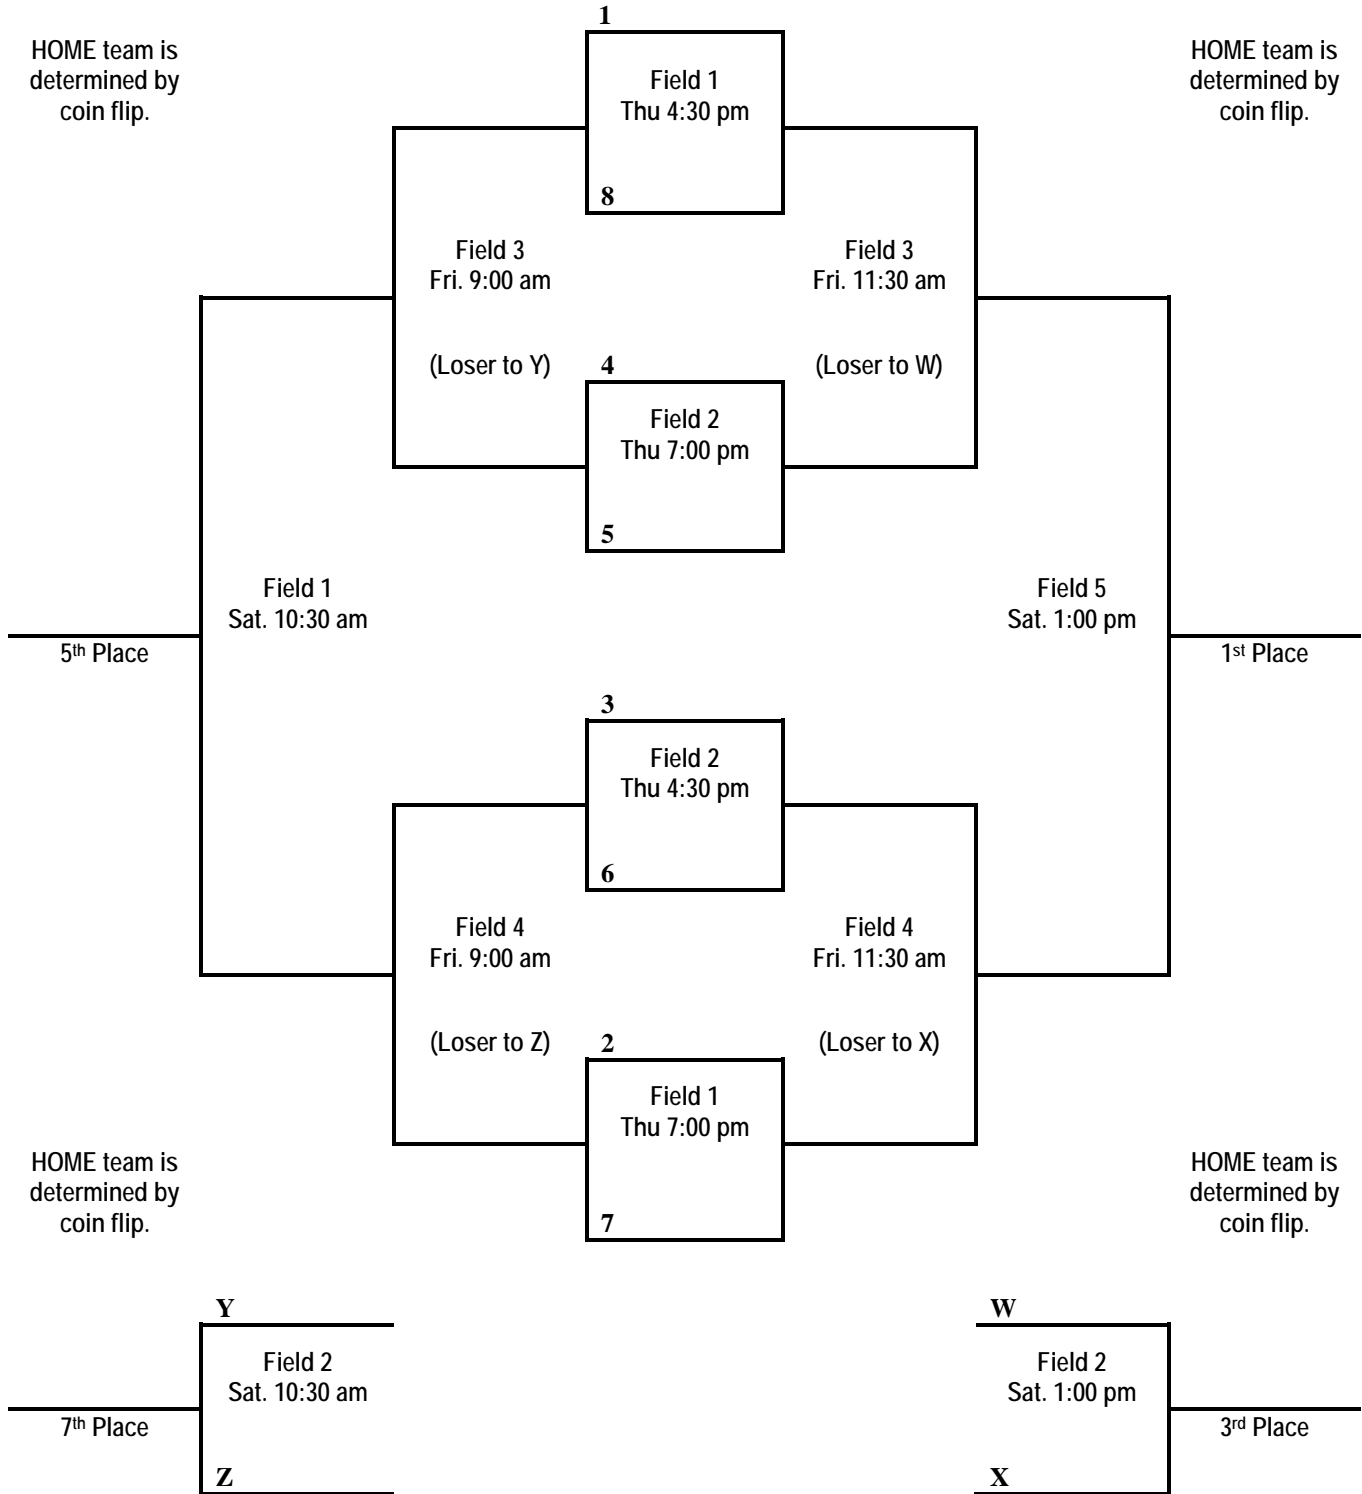 1
HOME team is
determined by
coin flip.
Field 1
Thu 4:30 pm
HOME team is
determined by
coin flip.
8
Field 3
Fri. 9:00 am
Field 3
Fri. 11:30 am
(Loser to Y)
4
(Loser to W)
Field 2
Thu 7:00 pm
5
Field 1
Sat. 10:30 am
Field 5
Sat. 1:00 pm
5th Place
1st Place
3
Field 2
Thu 4:30 pm
6
Field 4
Fri. 9:00 am
Field 4
Fri. 11:30 am
(Loser to Z)
2
(Loser to X)
Field 1
Thu 7:00 pm
HOME team is
determined by
coin flip.
7
HOME team is
determined by
coin flip.
Y
Field 2
Sat. 10:30 am
7th Place
Z
W
Field 2
Sat. 1:00 pm
3rd Place
X